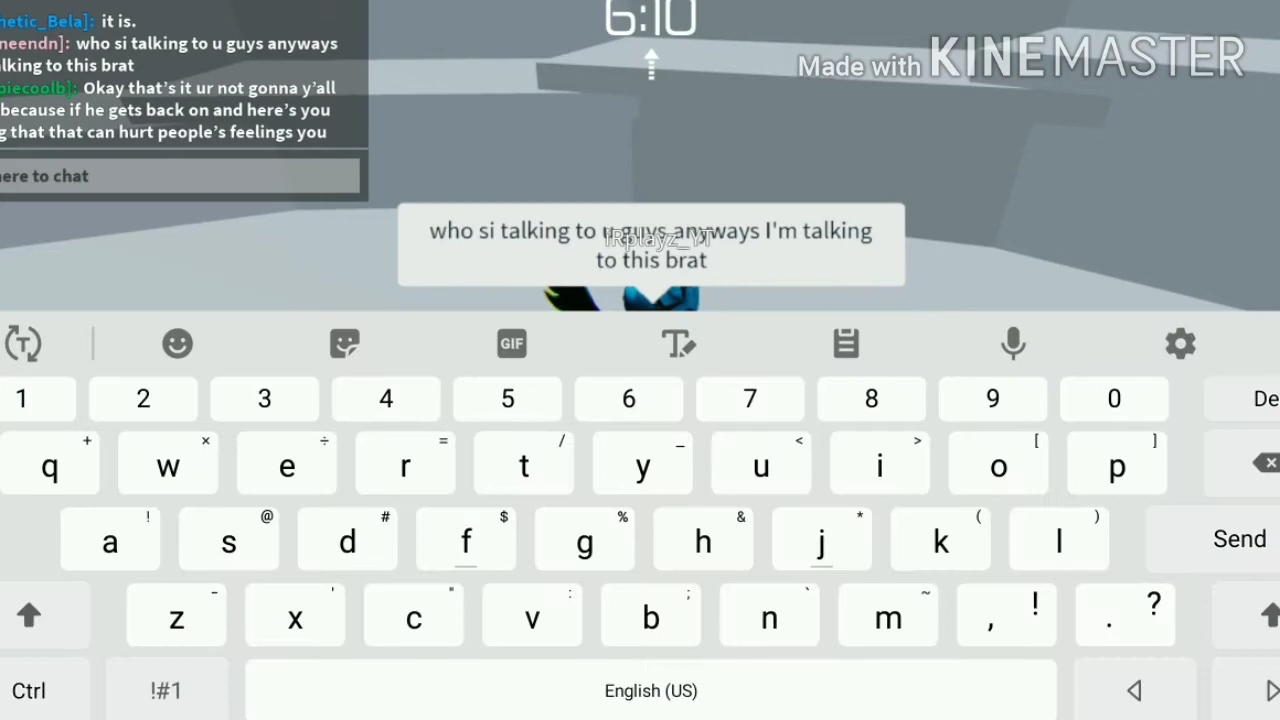 hetic_Bela]: it is.
neendn]: who si talking to u guys anyways
alking to this brat
piecoolb]: Okay that's it ur not gonna y'all
because if he gets back on and here's you
g that that can hurt people's feelings you
here to chat
6:10
Made with KINEMASTER
who si talking to u guys anyways I'm talking
to this brat
GIF
1 2 3 4 5 6 7 8 9 0 De
+ × ÷ = / _ < > [ ]
q w e r t y u i o p
! @ # $ % & * ( )
a s d f g h j k l Send
- ' " : ; ` ~ ! ?
z x c v b n m , .
Ctrl !#1 English (US)